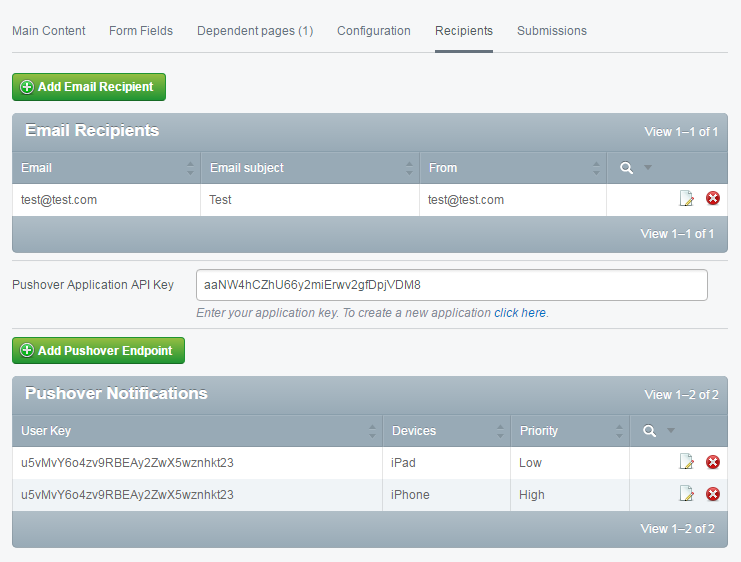 Main Content Form Fields Dependent pages (1) Configuration Recipients Submissions
Add Email Recipient
Email Recipients View 1–1 of 1
Email Email subject From
test@test.com Test test@test.com
View 1–1 of 1
Pushover Application API Key aaNW4hCZhU66y2miErwv2gfDpjVDM8
Enter your application key. To create a new application click here.
Add Pushover Endpoint
Pushover Notifications View 1–2 of 2
User Key Devices Priority
u5vMvY6o4zv9RBEAy2ZwX5wznhkt23 iPad Low
u5vMvY6o4zv9RBEAy2ZwX5wznhkt23 iPhone High
View 1–2 of 2